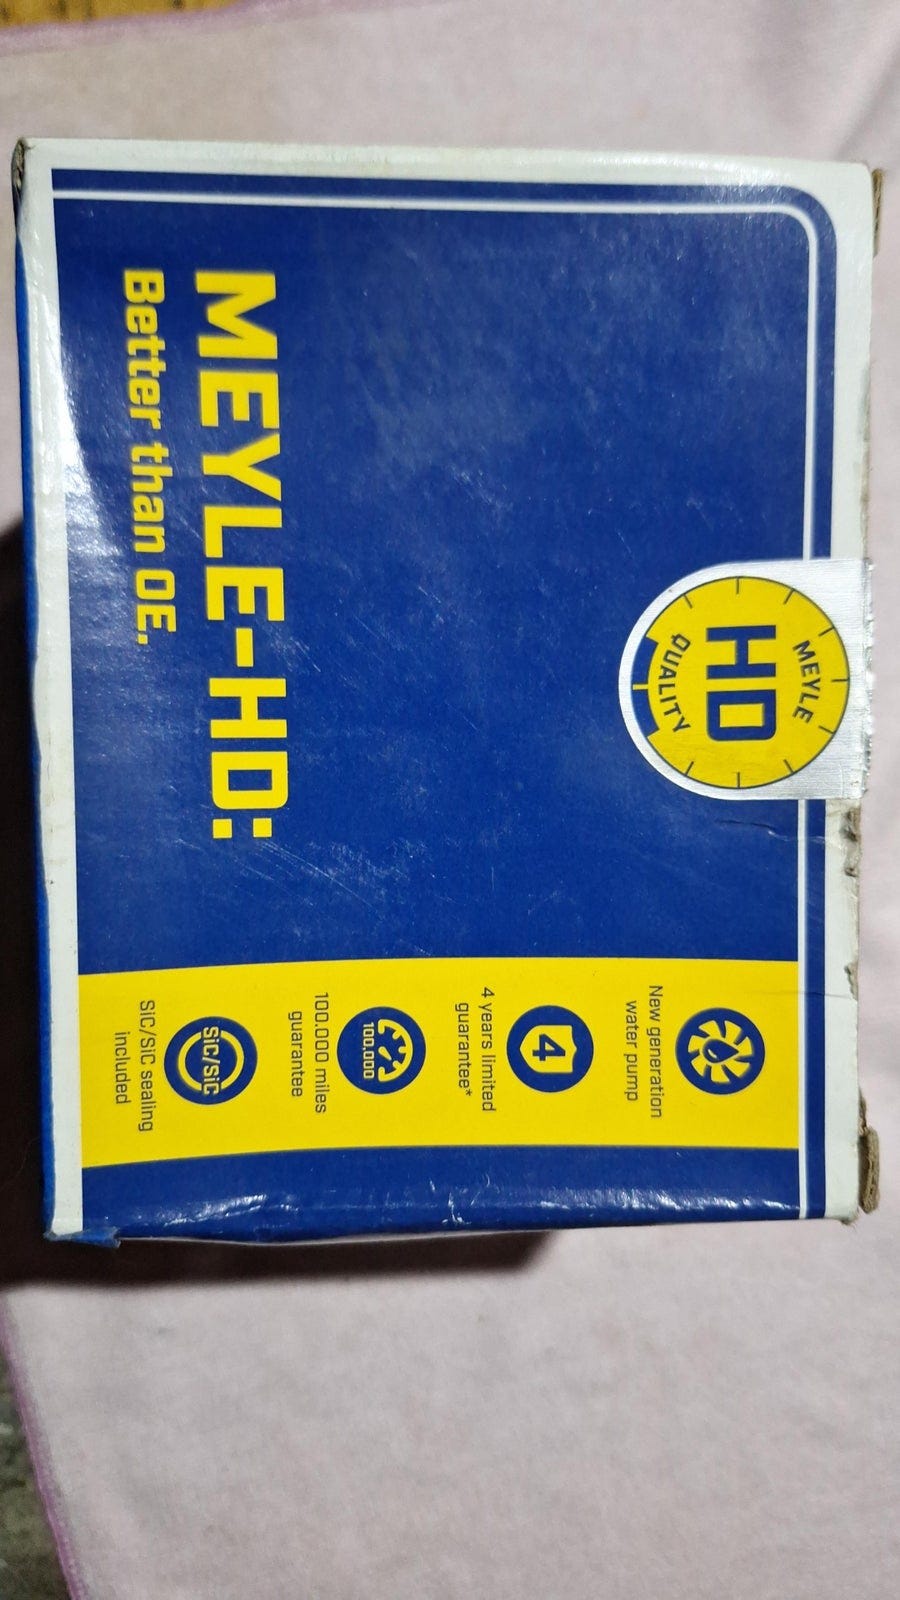 MEYLE
HD
QUALITY
MEYLE-HD:
Better than OE.
New generation
water pump
4
4 years limited
guarantee*
100.000
100.000 miles
guarantee
SiC/SiC
SiC/SiC sealing
included